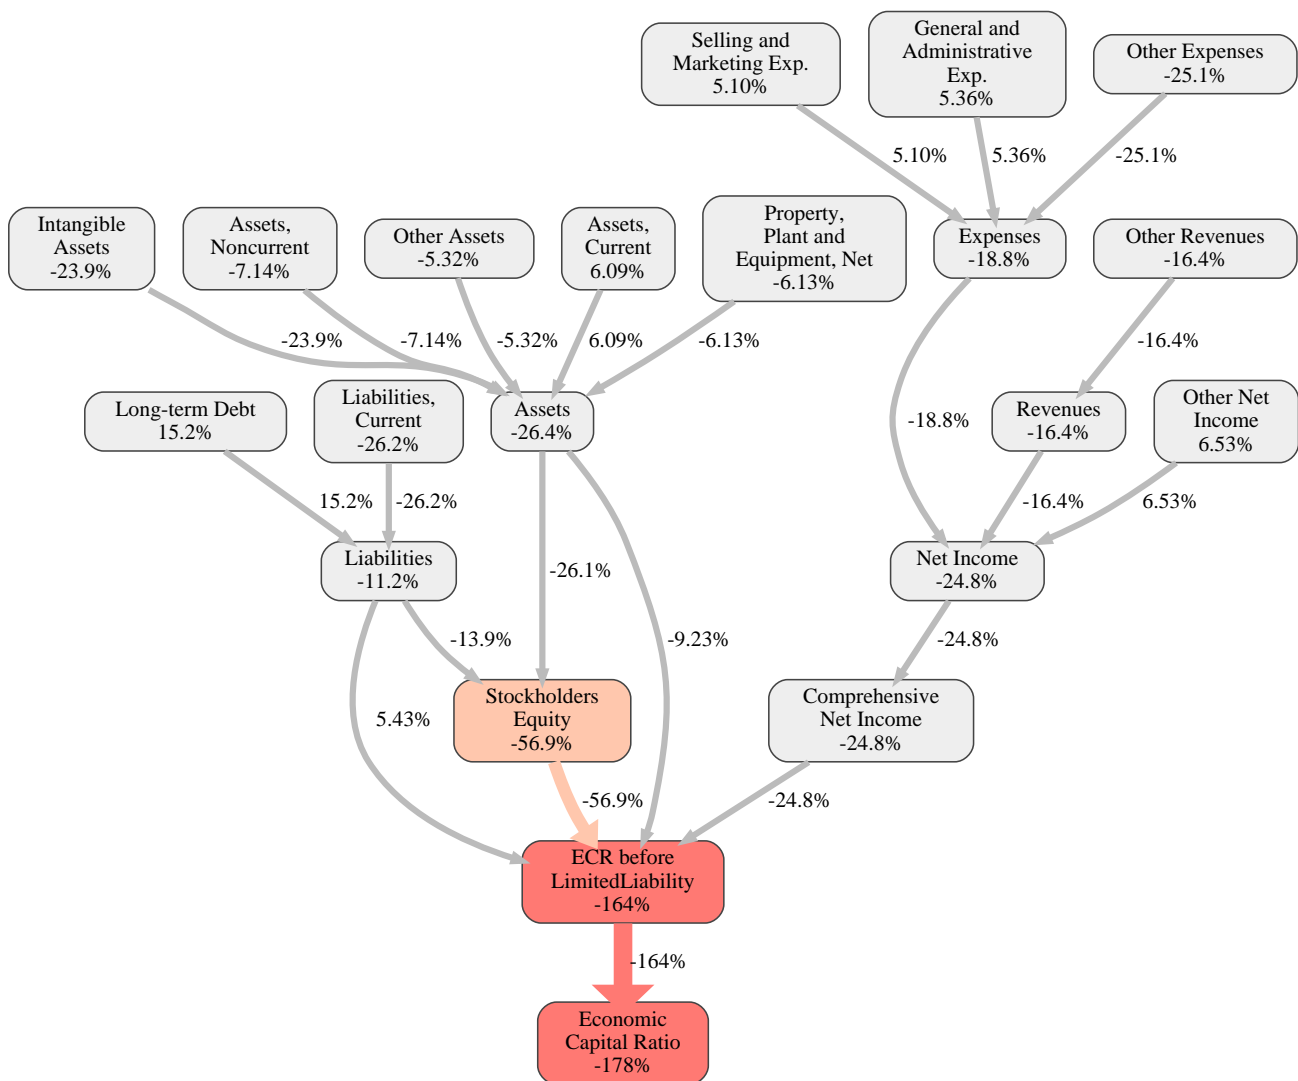 Selling and
Marketing Exp.
5.10%
General and
Administrative
Exp.
5.36%
Other Expenses
-25.1%
5.10%
5.36%
-25.1%
Intangible
Assets
-23.9%
Assets,
Noncurrent
-7.14%
Other Assets
-5.32%
Assets,
Current
6.09%
Property,
Plant and
Equipment, Net
-6.13%
Expenses
-18.8%
Other Revenues
-16.4%
-23.9%
-7.14%
-5.32%
6.09%
-6.13%
-16.4%
Long-term Debt
15.2%
Liabilities,
Current
-26.2%
Assets
-26.4%
-18.8%
Revenues
-16.4%
Other Net
Income
6.53%
15.2%
-26.2%
-16.4%
6.53%
Liabilities
-11.2%
-26.1%
Net Income
-24.8%
-13.9%
-9.23%
-24.8%
5.43%
Stockholders
Equity
-56.9%
Comprehensive
Net Income
-24.8%
-56.9%
-24.8%
ECR before
LimitedLiability
-164%
-164%
Economic
Capital Ratio
-178%